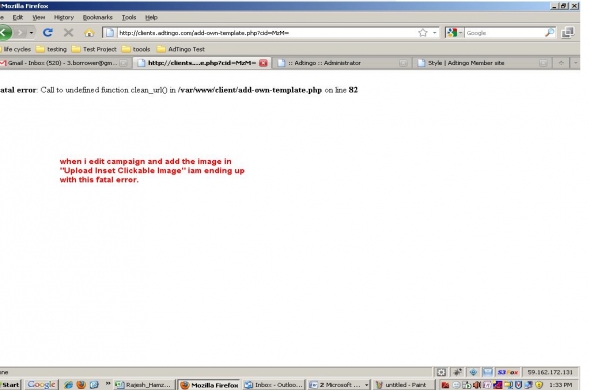 Mozilla Firefox
File Edit View History Bookmarks Tools Help
http://clients.adtingo.com/add-own-template.php?cid=MzM=
Google
life cycles testing Test Project toools AdTingo Test
Gmail - Inbox (520) - 3.borrower@gm... http://clients.....e.php?cid=MzM= :: Adtingo :: Administrator Style | Adtingo Member site
atal error: Call to undefined function clean_url() in /var/www/client/add-own-template.php on line 82
when i edit campaign and add the image in
"Upload Inset Clickable Image" iam ending up
with this fatal error.
one
S3Fox 59.162.172.131
Start Google Rajesh_Hamz... Mozilla Firefox Inbox - Outloo... 2 Microsoft ... untitled - Paint 1:33 PM